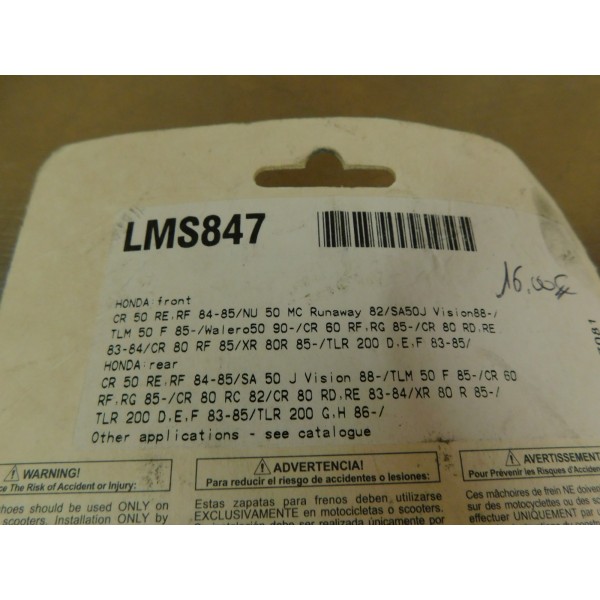 LMS847
16,00€
HONDA:front
CR 50 RE,RF 84-85/NU 50 MC Runaway 82/SA50J Vision88-/
TLM 50 F 85-/Walero50 90-/CR 60 RF,RG 85-/CR 80 RD,RE
83-84/CR 80 RF 85/XR 80R 85-/TLR 200 D,E,F 83-85/
HONDA:rear
CR 50 RE,RF 84-85/SA 50 J Vision 88-/TLM 50 F 85-/CR 60
RF,RG 85-/CR 80 RC 82/CR 80 RD,RE 83-84/XR 80 R 85-/
TLR 200 D,E,F 83-85/TLR 200 G,H 86-/
Other applications - see catalogue
WARNING!
The Risk of Accident or Injury:
should be used ONLY on
scooters. Installation ONLY by
¡ADVERTENCIA!
Para reducir el riesgo de accidentes o lesiones:
Estas zapatas para frenos deben utilizarse
EXCLUSIVAMENTE en motocicletas o scooters.
debe ser realizada únicamente por
AVERTISSEMENT
Pour Prévenir les Risques
Ces mâchoires de frein NE
sur des motocyclettes ou des
effectuer UNIQUEMENT par